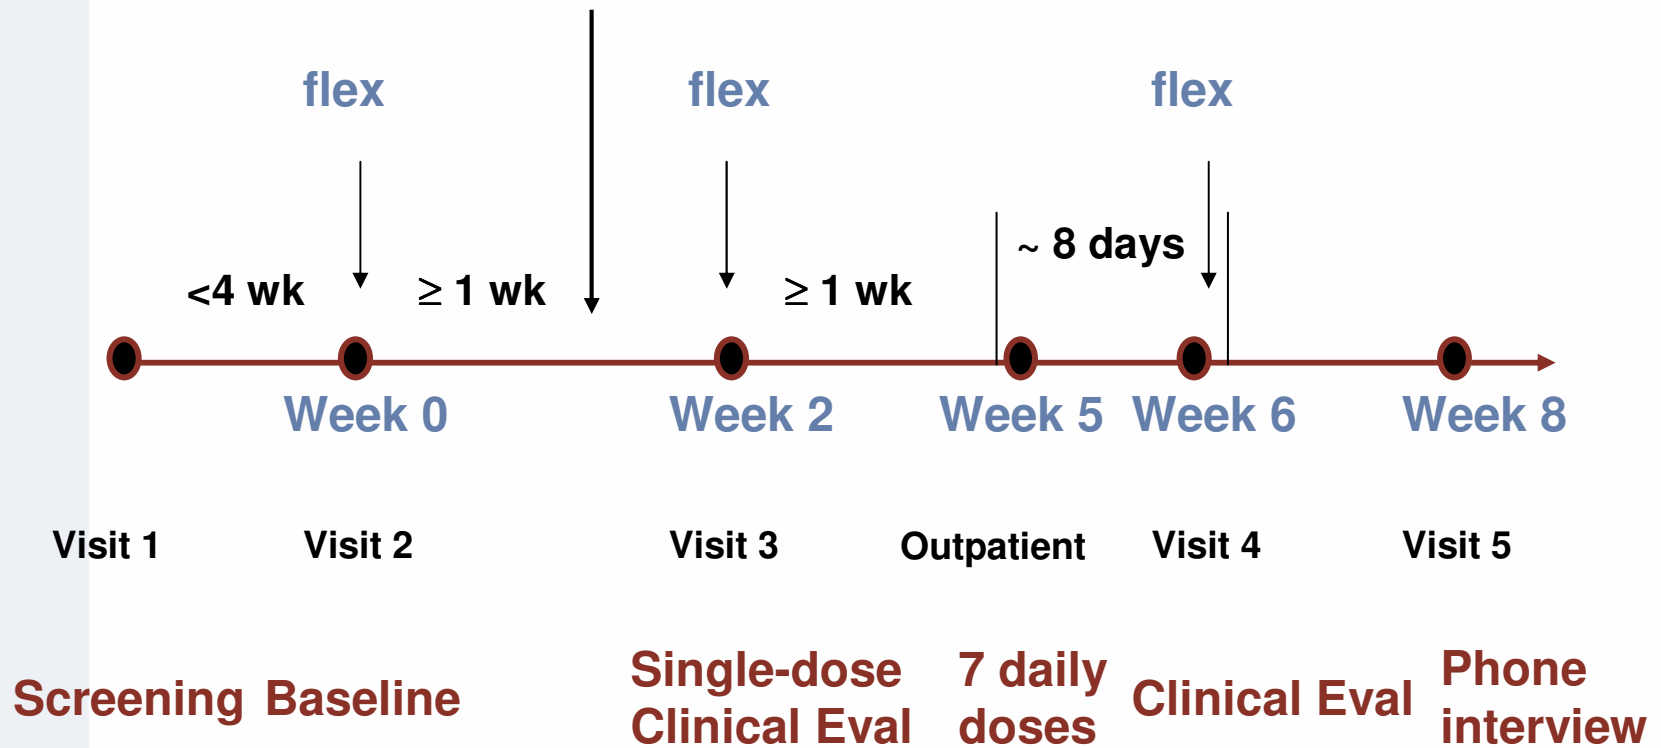 flex flex flex
~ 8 days
<4 wk ≥ 1 wk ≥ 1 wk
Week 0 Week 2 Week 5 Week 6 Week 8
Visit 1 Visit 2 Visit 3 Outpatient Visit 4 Visit 5
Screening Baseline
Single-dose
Clinical Eval
7 daily
doses
Clinical Eval
Phone
interview